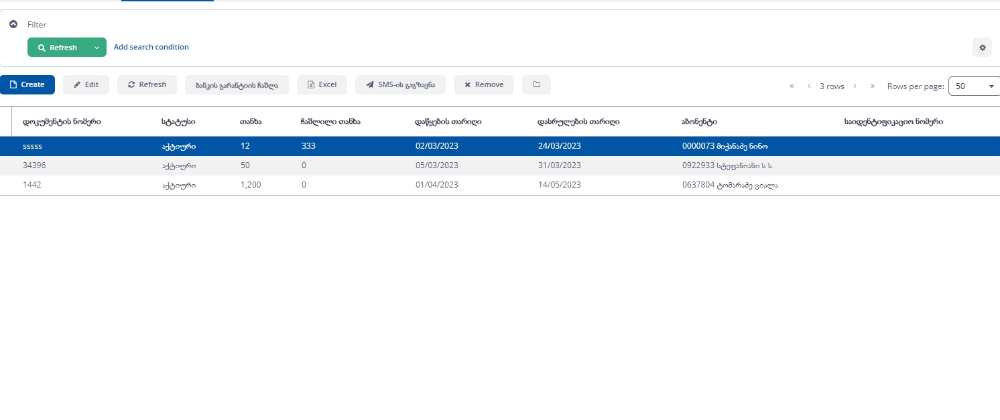 Filter
Refresh Add search condition
Create Edit Refresh ბანკის გარანტიის ჩაშლა Excel SMS-ის გაგზავნა Remove « ‹ 3 rows › » Rows per page: 50
დოკუმენტის ნომერი სტატუსი თანხა ჩაშლილი თანხა დაწყების თარიღი დასრულების თარიღი აბონენტი საიდენტიფიკაციო ნომერი
sssss აქტიური 12 333 02/03/2023 24/03/2023 0000073 მიქანაძე ნინო
34396 აქტიური 50 0 05/03/2023 31/03/2023 0922933 სტეფანიანი ს ს
1442 აქტიური 1,200 0 01/04/2023 14/05/2023 0637804 ტომარაძე ციალა